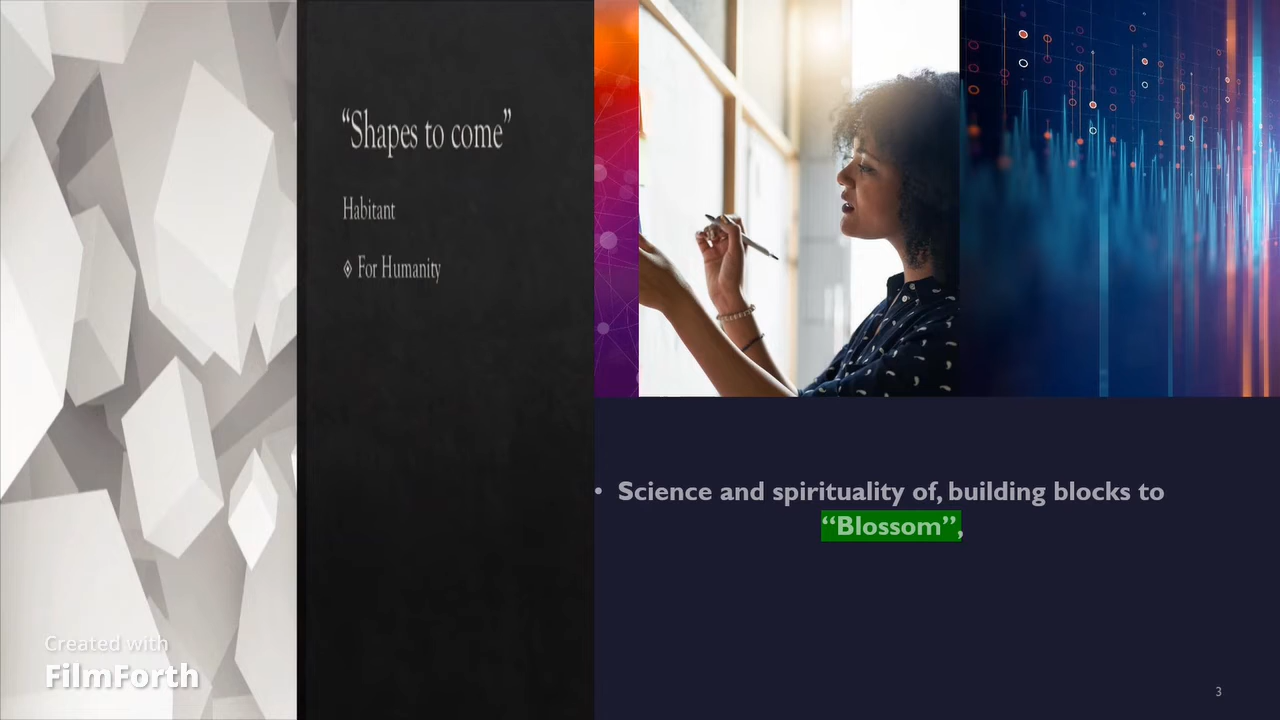 “Shapes to come”
Habitant
For Humanity
• Science and spirituality of, building blocks to
“Blossom”,
Created with
FilmForth
3